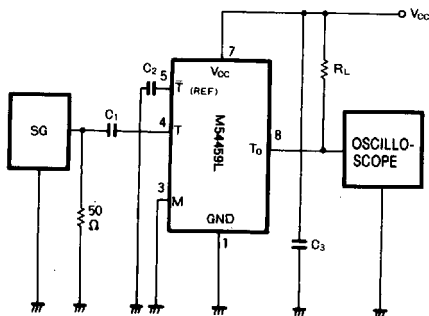 Vcc
7
C2
5
Vcc
RL
T̅
(REF)
C1
SG
4
T
M54459L
8
To
OSCILLO-
SCOPE
3
M
50
Ω
GND
1
C3